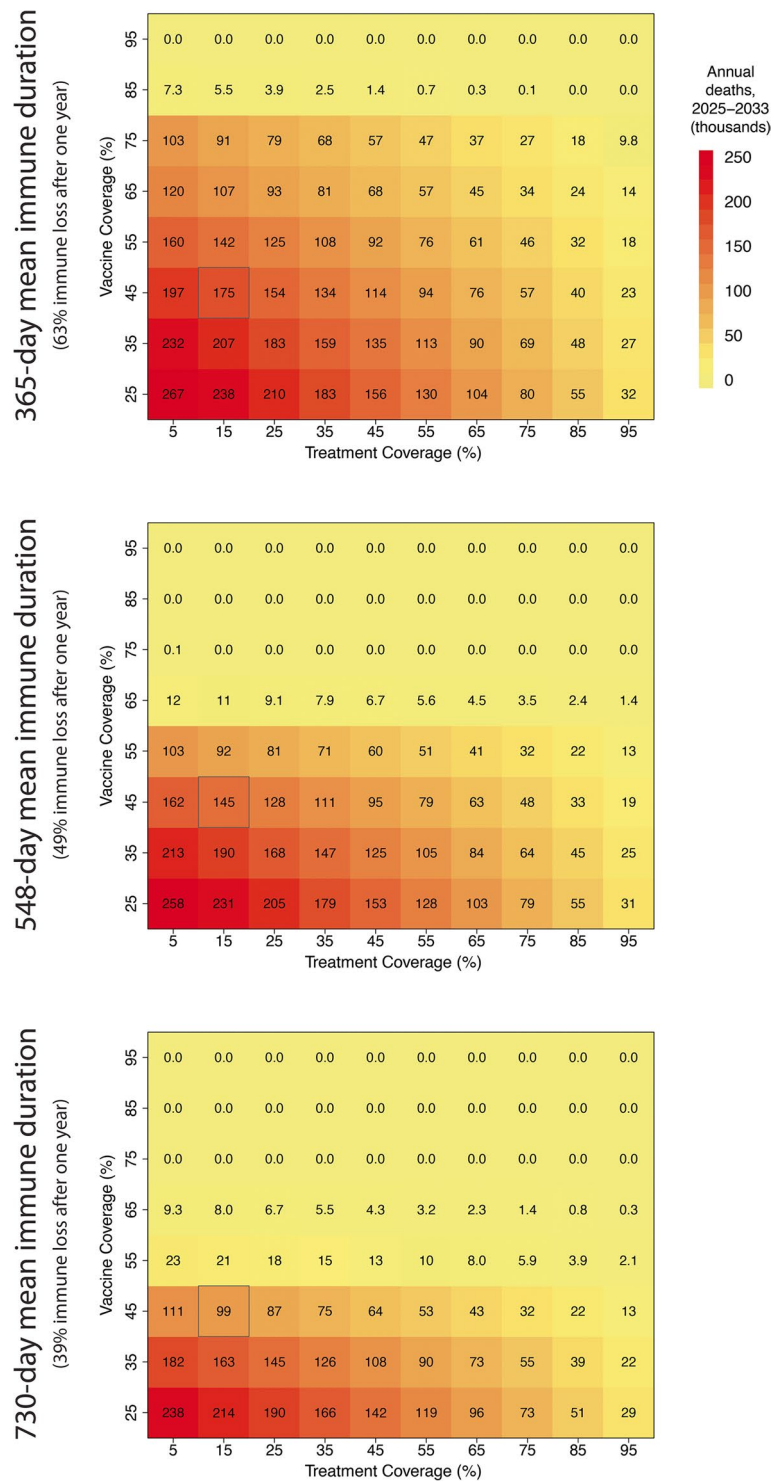 365-day mean immune duration
(63% immune loss after one year)
Vaccine Coverage (%)
95 0.0 0.0 0.0 0.0 0.0 0.0 0.0 0.0 0.0 0.0
85 7.3 5.5 3.9 2.5 1.4 0.7 0.3 0.1 0.0 0.0
75 103 91 79 68 57 47 37 27 18 9.8
65 120 107 93 81 68 57 45 34 24 14
55 160 142 125 108 92 76 61 46 32 18
45 197 175 154 134 114 94 76 57 40 23
35 232 207 183 159 135 113 90 69 48 27
25 267 238 210 183 156 130 104 80 55 32
5 15 25 35 45 55 65 75 85 95
Treatment Coverage (%)
Annual
deaths,
2025–2033
(thousands)
250
200
150
100
50
0
548-day mean immune duration
(49% immune loss after one year)
Vaccine Coverage (%)
95 0.0 0.0 0.0 0.0 0.0 0.0 0.0 0.0 0.0 0.0
85 0.0 0.0 0.0 0.0 0.0 0.0 0.0 0.0 0.0 0.0
75 0.1 0.0 0.0 0.0 0.0 0.0 0.0 0.0 0.0 0.0
65 12 11 9.1 7.9 6.7 5.6 4.5 3.5 2.4 1.4
55 103 92 81 71 60 51 41 32 22 13
45 162 145 128 111 95 79 63 48 33 19
35 213 190 168 147 125 105 84 64 45 25
25 258 231 205 179 153 128 103 79 55 31
5 15 25 35 45 55 65 75 85 95
Treatment Coverage (%)
730-day mean immune duration
(39% immune loss after one year)
Vaccine Coverage (%)
95 0.0 0.0 0.0 0.0 0.0 0.0 0.0 0.0 0.0 0.0
85 0.0 0.0 0.0 0.0 0.0 0.0 0.0 0.0 0.0 0.0
75 0.0 0.0 0.0 0.0 0.0 0.0 0.0 0.0 0.0 0.0
65 9.3 8.0 6.7 5.5 4.3 3.2 2.3 1.4 0.8 0.3
55 23 21 18 15 13 10 8.0 5.9 3.9 2.1
45 111 99 87 75 64 53 43 32 22 13
35 182 163 145 126 108 90 73 55 39 22
25 238 214 190 166 142 119 96 73 51 29
5 15 25 35 45 55 65 75 85 95
Treatment Coverage (%)